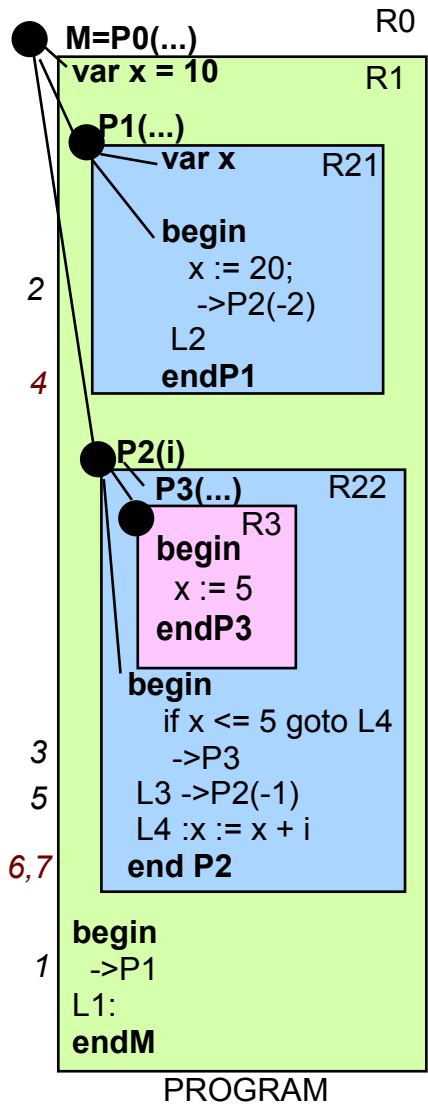 R0
M=P0(...)
var x = 10
R1
P1(...)
var x
R21
begin
x := 20;
2
->P2(-2)
L2
4
endP1
P2(i)
P3(...)
R22
R3
begin
x := 5
endP3
begin
if x <= 5 goto L4
3
->P3
5
L3 ->P2(-1)
L4 :x := x + i
6,7
end P2
begin
1
->P1
L1:
endM
PROGRAM